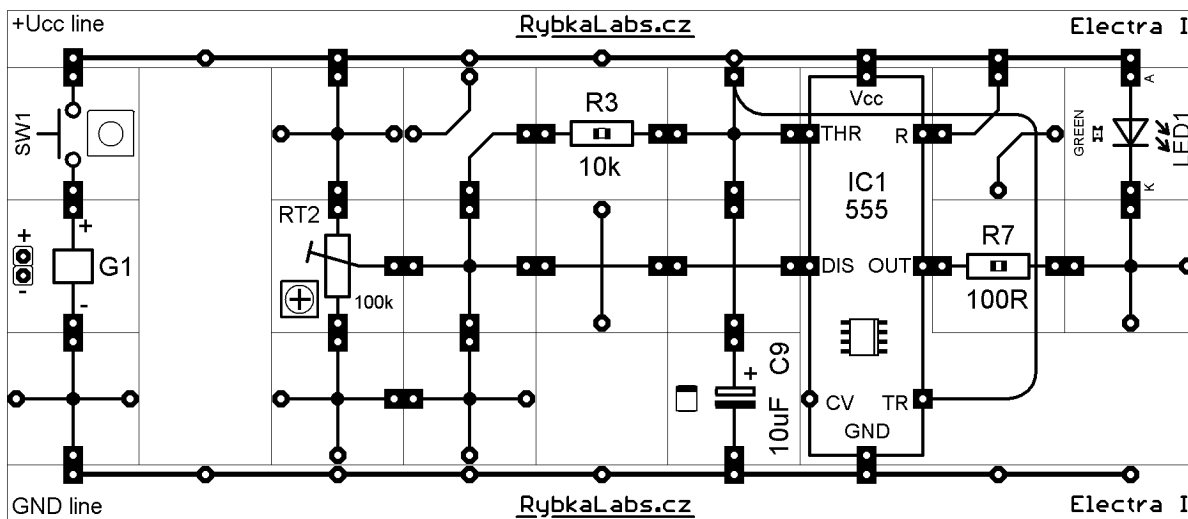 +Ucc line
RybkaLabs.cz
Electra I
SW1
+
G1
-
+
-
RT2
100k
R3
10k
Vcc
THR
R
IC1
555
DIS
OUT
CV
TR
GND
+
C9
10uF
R7
100R
A
GREEN
LED1
K
GND line
RybkaLabs.cz
Electra I